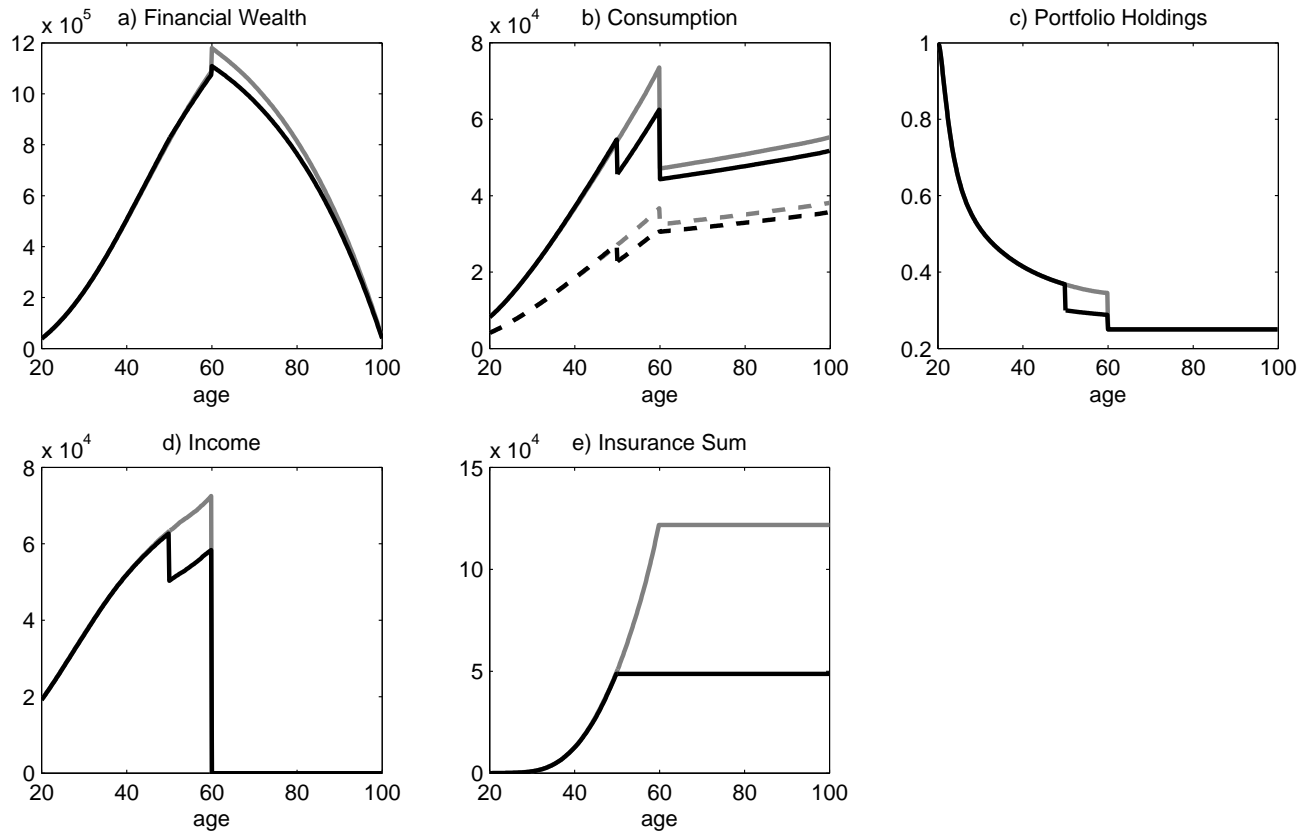 a) Financial Wealth
x 10^5
12
10
8
6
4
2
0
20 40 60 80 100
age
b) Consumption
x 10^4
8
6
4
2
0
20 40 60 80 100
age
c) Portfolio Holdings
1
0.8
0.6
0.4
0.2
20 40 60 80 100
age
d) Income
x 10^4
8
6
4
2
0
20 40 60 80 100
age
e) Insurance Sum
x 10^4
15
10
5
0
20 40 60 80 100
age